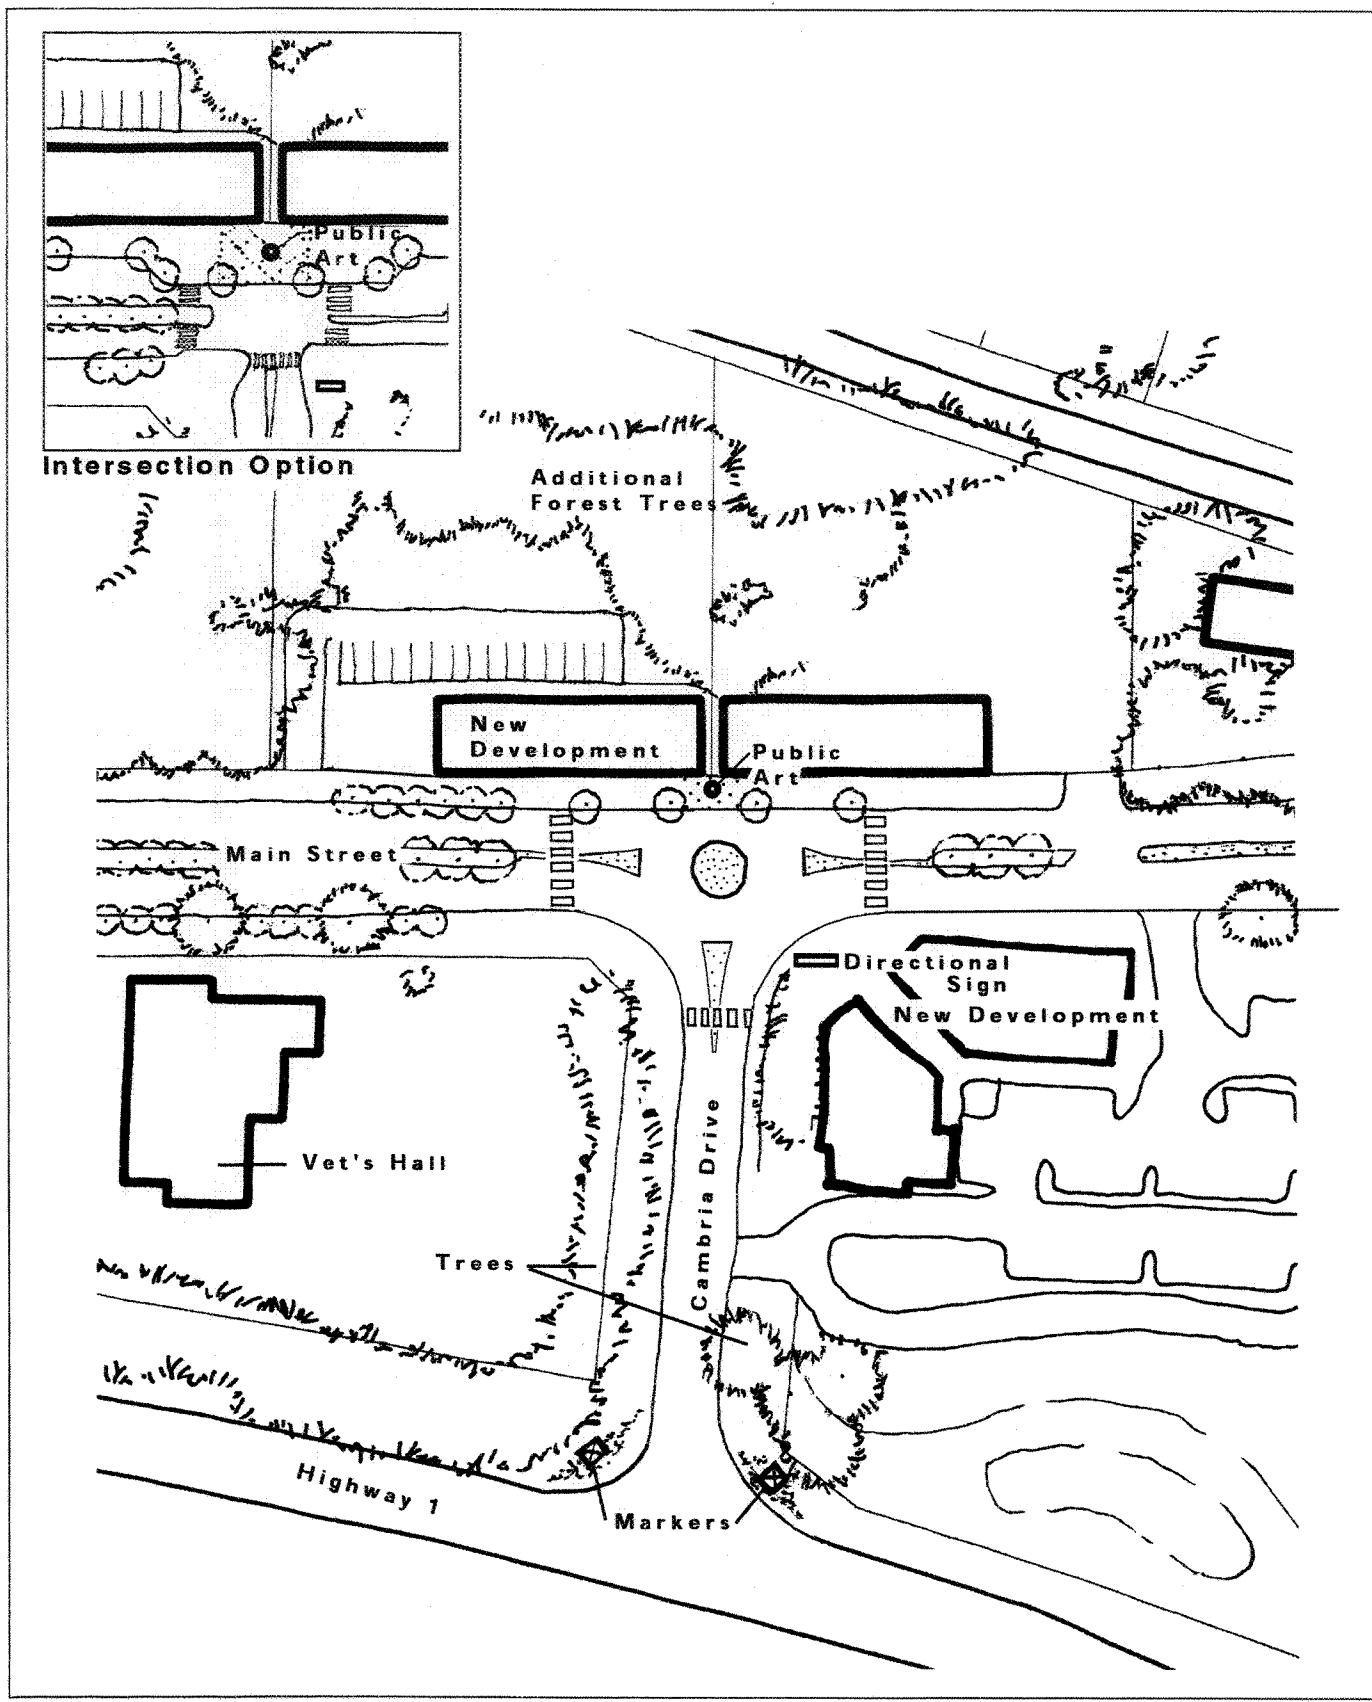 Public
Art
Intersection Option
Additional
Forest Trees
New
Development
Public
Art
Main Street
Directional
Sign
New Development
Vet's Hall
Cambria Drive
Trees
Highway 1
Markers